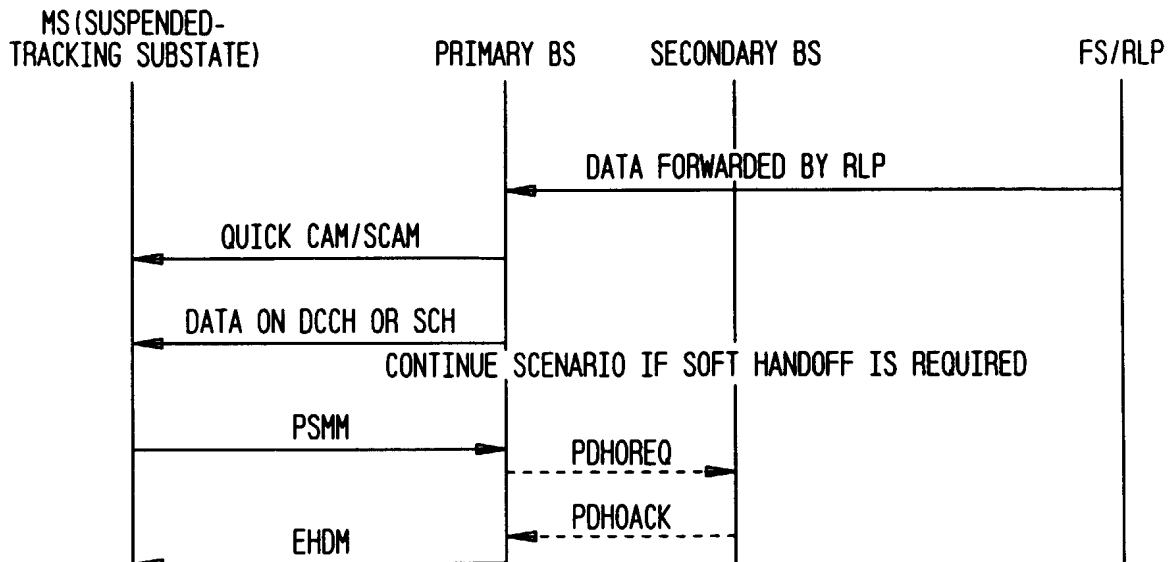 MS(SUSPENDED-
TRACKING SUBSTATE)
PRIMARY BS
SECONDARY BS
FS/RLP
DATA FORWARDED BY RLP
QUICK CAM/SCAM
DATA ON DCCH OR SCH
CONTINUE SCENARIO IF SOFT HANDOFF IS REQUIRED
PSMM
PDHOREQ
PDHOACK
EHDM